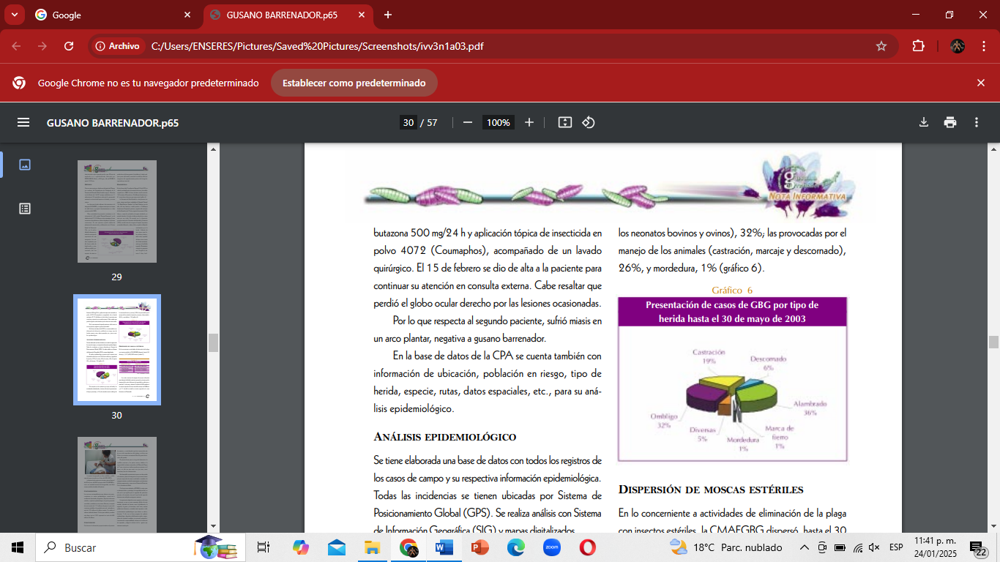 Google
GUSANO BARRENADOR.p65
Archivo
C:/Users/ENSERES/Pictures/Saved%20Pictures/Screenshots/ivv3n1a03.pdf
Google Chrome no es tu navegador predeterminado
Establecer como predeterminado
GUSANO BARRENADOR.p65
30 / 57
100%
29
30
NOTA INFORMATIVA
butazona 500 mg/24 h y aplicación tópica de insecticida en
polvo 4072 (Coumaphos), acompañado de un lavado
quirúrgico. El 15 de febrero se dio de alta a la paciente para
continuar su atención en consulta externa. Cabe resaltar que
perdió el globo ocular derecho por las lesiones ocasionadas.
Por lo que respecta al segundo paciente, sufrió miasis en
un arco plantar, negativa a gusano barrenador.
En la base de datos de la CPA se cuenta también con
información de ubicación, población en riesgo, tipo de
herida, especie, rutas, datos espaciales, etc., para su aná-
lisis epidemiológico.
ANÁLISIS EPIDEMIOLÓGICO
Se tiene elaborada una base de datos con todos los registros de
los casos de campo y su respectiva información epidemiológica.
Todas las incidencias se tienen ubicadas por Sistema de
Posicionamiento Global (GPS). Se realiza análisis con Sistema
de Información Geográfica (SIG) y mapas digitalizados
los neonatos bovinos y ovinos), 32%; las provocadas por el
manejo de los animales (castración, marcaje y descornado),
26%, y mordedura, 1% (gráfico 6).
Gráfico 6
Presentación de casos de GBG por tipo de
herida hasta el 30 de mayo de 2003
Castración
19%
Descornado
6%
Alambrado
36%
Ombligo
32%
Diversas
5%
Mordedura
1%
Marca de
fierro
1%
DISPERSIÓN DE MOSCAS ESTÉRILES
En lo concerniente a actividades de eliminación de la plaga
con insectos estériles, la CMAEGBG dispersó, hasta el 30
Buscar
zoom
18°C Parc. nublado
ESP
11:41 p. m.
24/01/2025
22